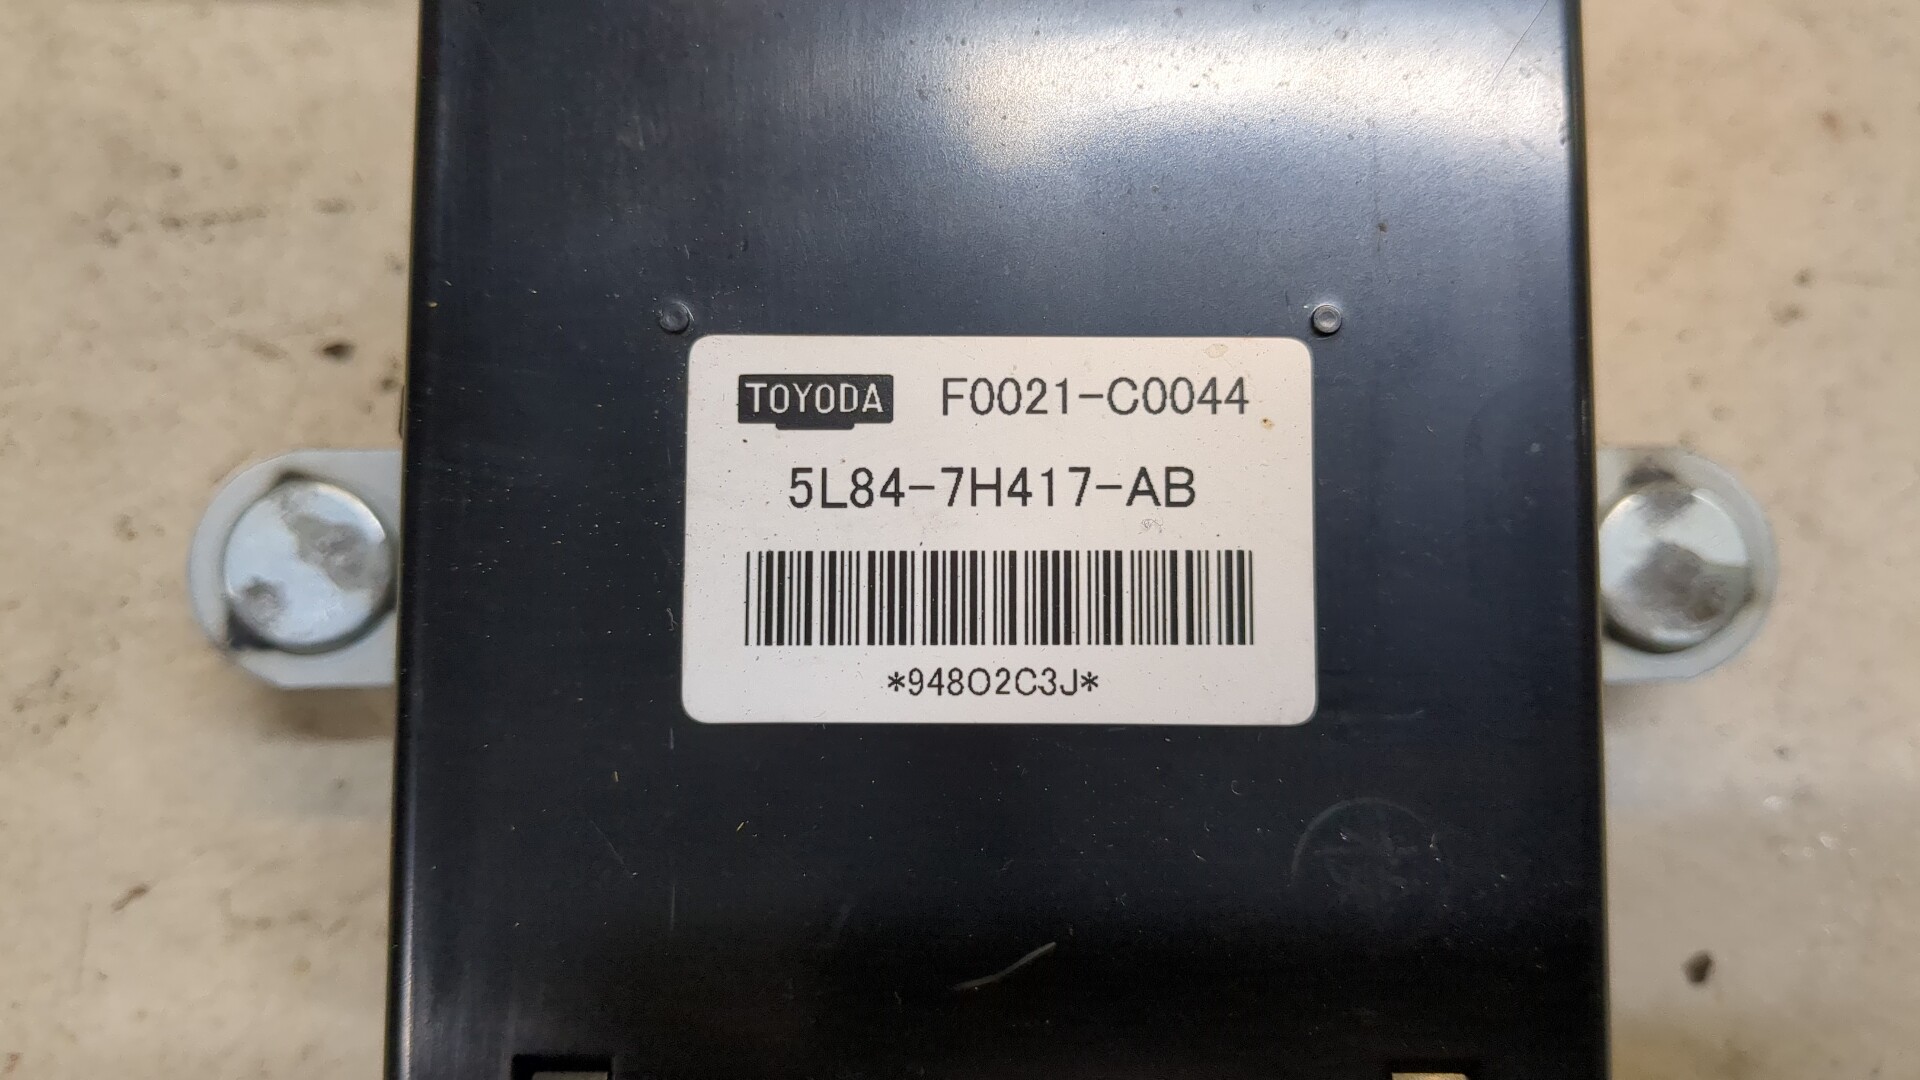 TOYODA F0021-C0044
5L84-7H417-AB
*948O2C3J*